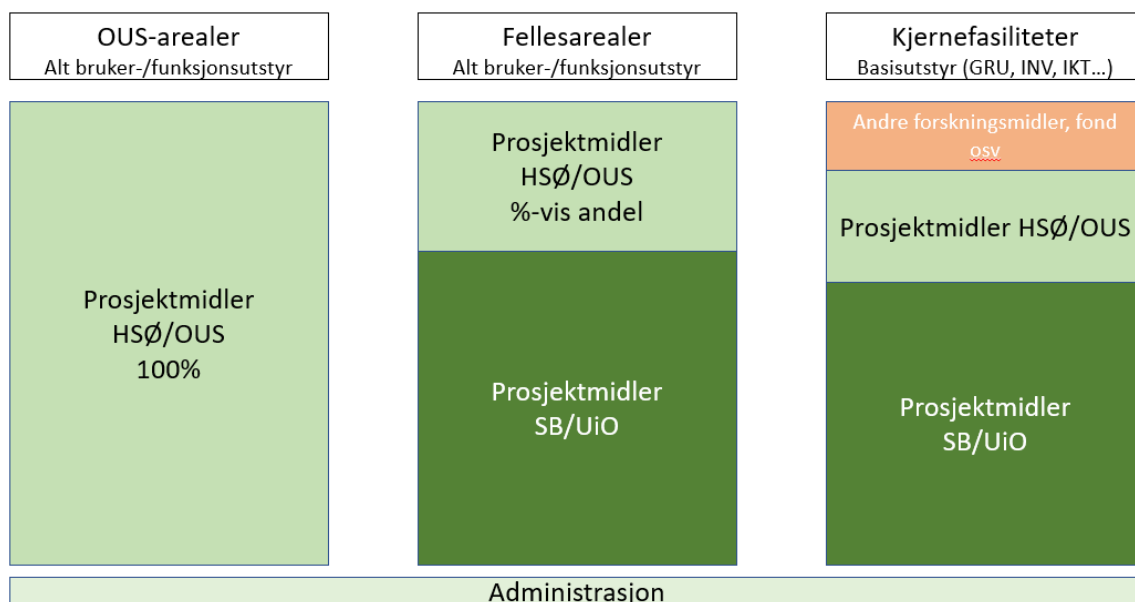 OUS-arealer
Alt bruker-/funksjonsutstyr
Prosjektmidler
HSØ/OUS
100%
Fellesarealer
Alt bruker-/funksjonsutstyr
Prosjektmidler
HSØ/OUS
%-vis andel
Prosjektmidler
SB/UiO
Kjernefasiliteter
Basisutstyr (GRU, INV, IKT...)
Andre forskningsmidler, fond
osv
Prosjektmidler HSØ/OUS
Prosjektmidler
SB/UiO
Administrasjon